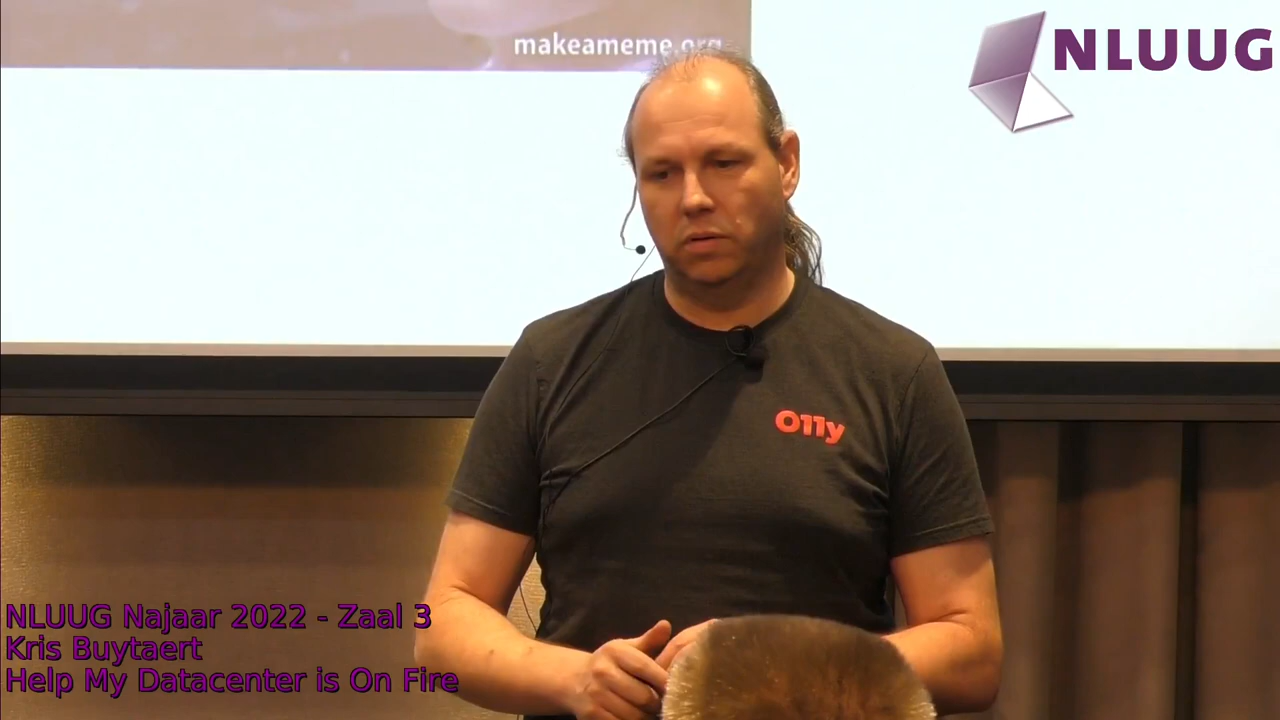 makeameme.org
NLUUG
O11y
NLUUG Najaar 2022 - Zaal 3
Kris Buytaert
Help My Datacenter is On Fire